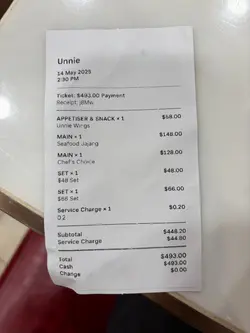 Unnie
14 May 2025
2:30 PM
Ticket: $493.00 Payment
Receipt: jBMw
APPETISER & SNACK × 1 $58.00
Unnie Wings
MAIN × 1 $148.00
Seafood Jajang
MAIN × 1 $128.00
Chef's Choice
SET × 1 $48.00
$48 Set
SET × 1 $66.00
$66 Set
Service Charge × 1 $0.20
0.2
Subtotal $448.20
Service Charge $44.80
Total $493.00
Cash $493.00
Change $0.00